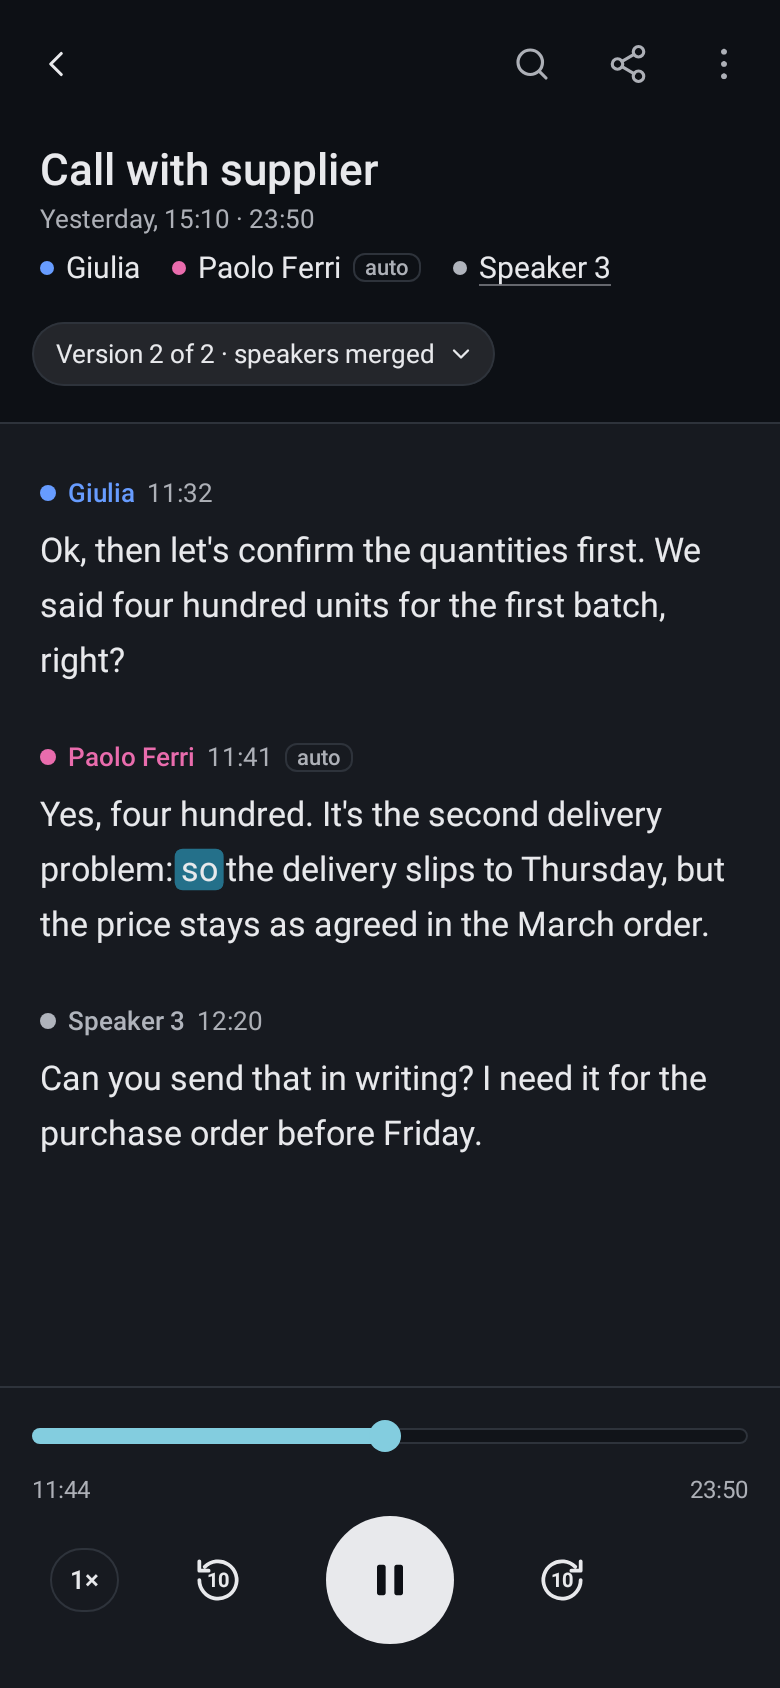 Call with supplier
Yesterday, 15:10 · 23:50
Giulia Paolo Ferri auto Speaker 3
Version 2 of 2 · speakers merged
Giulia 11:32
Ok, then let's confirm the quantities first. We
said four hundred units for the first batch,
right?
Paolo Ferri 11:41 auto
Yes, four hundred. It's the second delivery
problem: so the delivery slips to Thursday, but
the price stays as agreed in the March order.
Speaker 3 12:20
Can you send that in writing? I need it for the
purchase order before Friday.
11:44 23:50
1× 10 10